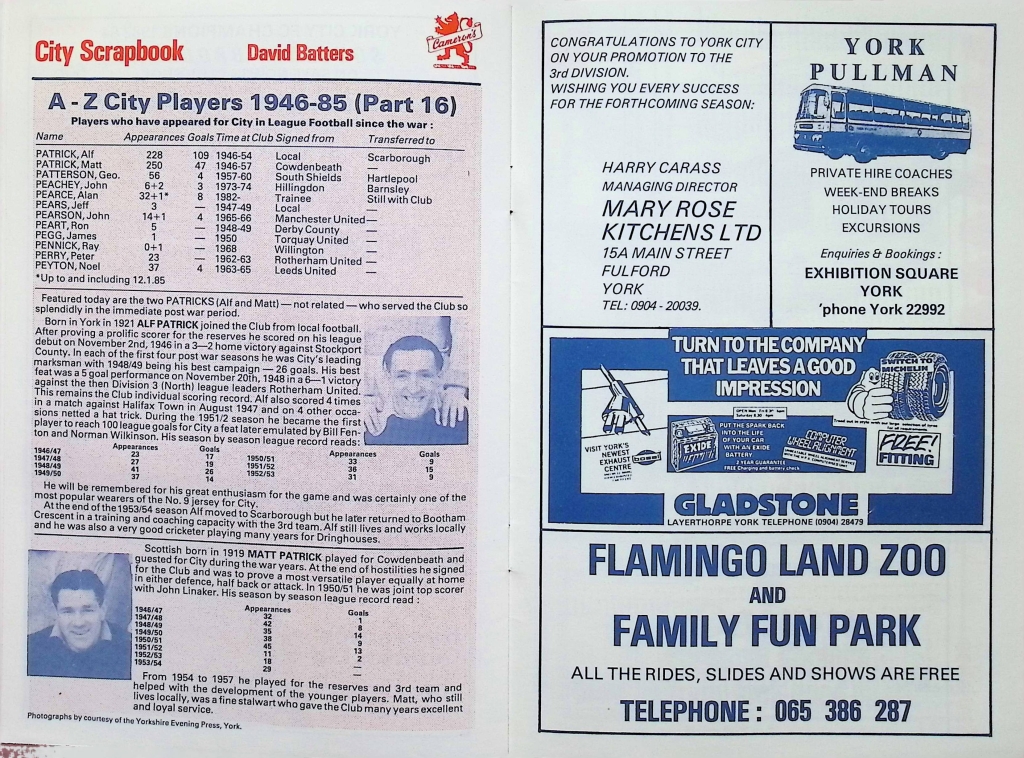 City Scrapbook David Batters
Cameron's
A - Z City Players 1946-85 (Part 16)
Players who have appeared for City in League Football since the war :
Name Appearances Goals Time at Club Signed from Transferred to
PATRICK, Alf 228 109 1946-54 Local Scarborough
PATRICK, Matt 250 47 1946-57 Cowdenbeath —
PATTERSON, Geo. 56 4 1957-60 South Shields Hartlepool
PEACHEY, John 6+2 3 1973-74 Hillingdon Barnsley
PEARCE, Alan 32+1* 8 1982- Trainee Still with Club
PEARS, Jeff 3 — 1947-49 Local —
PEARSON, John 14+1 4 1965-66 Manchester United —
PEART, Ron 5 — 1948-49 Derby County —
PEGG, James 1 — 1950 Torquay United —
PENNICK, Ray 0+1 — 1968 Willington —
PERRY, Peter 23 — 1962-63 Rotherham United —
PEYTON, Noel 37 4 1963-65 Leeds United —
*Up to and including 12.1.85
Featured today are the two PATRICKS (Alf and Matt) — not related — who served the Club so
splendidly in the immediate post war period.
Born in York in 1921 ALF PATRICK joined the Club from local football.
After proving a prolific scorer for the reserves he scored on his league
debut on November 2nd, 1946 in a 3—2 home victory against Stockport
County. In each of the first four post war seasons he was City's leading
marksman with 1948/49 being his best campaign — 26 goals. His best
feat was a 5 goal performance on November 20th, 1948 in a 6—1 victory
against the then Division 3 (North) league leaders Rotherham United.
This remains the Club individual scoring record. Alf also scored 4 times
in a match against Halifax Town in August 1947 and on 4 other occa-
sions netted a hat trick. During the 1951/2 season he became the first
player to reach 100 league goals for City a feat later emulated by Bill Fen-
ton and Norman Wilkinson. His season by season league record reads:
Appearances Goals Appearances Goals
1946/47 23 17 1950/51 33 9
1947/48 27 19 1951/52 36 15
1948/49 41 26 1952/53 31 9
1949/50 37 14
He will be remembered for his great enthusiasm for the game and was certainly one of the
most popular wearers of the No. 9 jersey for City.
At the end of the 1953/54 season Alf moved to Scarborough but he later returned to Bootham
Crescent in a training and coaching capacity with the 3rd team. Alf still lives and works locally
and he was also a very good cricketer playing many years for Dringhouses.
Scottish born in 1919 MATT PATRICK played for Cowdenbeath and
guested for City during the war years. At the end of hostilities he signed
for the Club and was to prove a most versatile player equally at home
in either defence, half back or attack. In 1950/51 he was joint top scorer
with John Linaker. His season by season league record read :
Appearances Goals
1946/47 32 1
1947/48 42 8
1948/49 35 14
1949/50 38 9
1950/51 45 13
1951/52 11 2
1952/53 18 —
1953/54 29 —
From 1954 to 1957 he played for the reserves and 3rd team and
helped with the development of the younger players. Matt, who still
lives locally, was a fine stalwart who gave the Club many years excellent
and loyal service.
Photographs by courtesy of the Yorkshire Evening Press, York.
CONGRATULATIONS TO YORK CITY
ON YOUR PROMOTION TO THE
3rd DIVISION.
WISHING YOU EVERY SUCCESS
FOR THE FORTHCOMING SEASON:
HARRY CARASS
MANAGING DIRECTOR
MARY ROSE
KITCHENS LTD
15A MAIN STREET
FULFORD
YORK
TEL: 0904 - 20039.
YORK
PULLMAN
PRIVATE HIRE COACHES
WEEK-END BREAKS
HOLIDAY TOURS
EXCURSIONS
Enquiries & Bookings :
EXHIBITION SQUARE
YORK
'phone York 22992
TURN TO THE COMPANY
THAT LEAVES A GOOD
IMPRESSION
SWITCH TO
MICHELIN
VISIT YORK'S
NEWEST
EXHAUST
CENTRE
PUT THE SPARK BACK
INTO THE LIFE
OF YOUR CAR
WITH AN EXIDE
BATTERY
2 YEAR GUARANTEE
FREE Charging and battery check
EXIDE
COMPUTER
WHEEL ALIGNMENT
FREE!
FITTING
GLADSTONE
LAYERTHORPE YORK TELEPHONE (0904) 28479
FLAMINGO LAND ZOO
AND
FAMILY FUN PARK
ALL THE RIDES, SLIDES AND SHOWS ARE FREE
TELEPHONE : 065 386 287